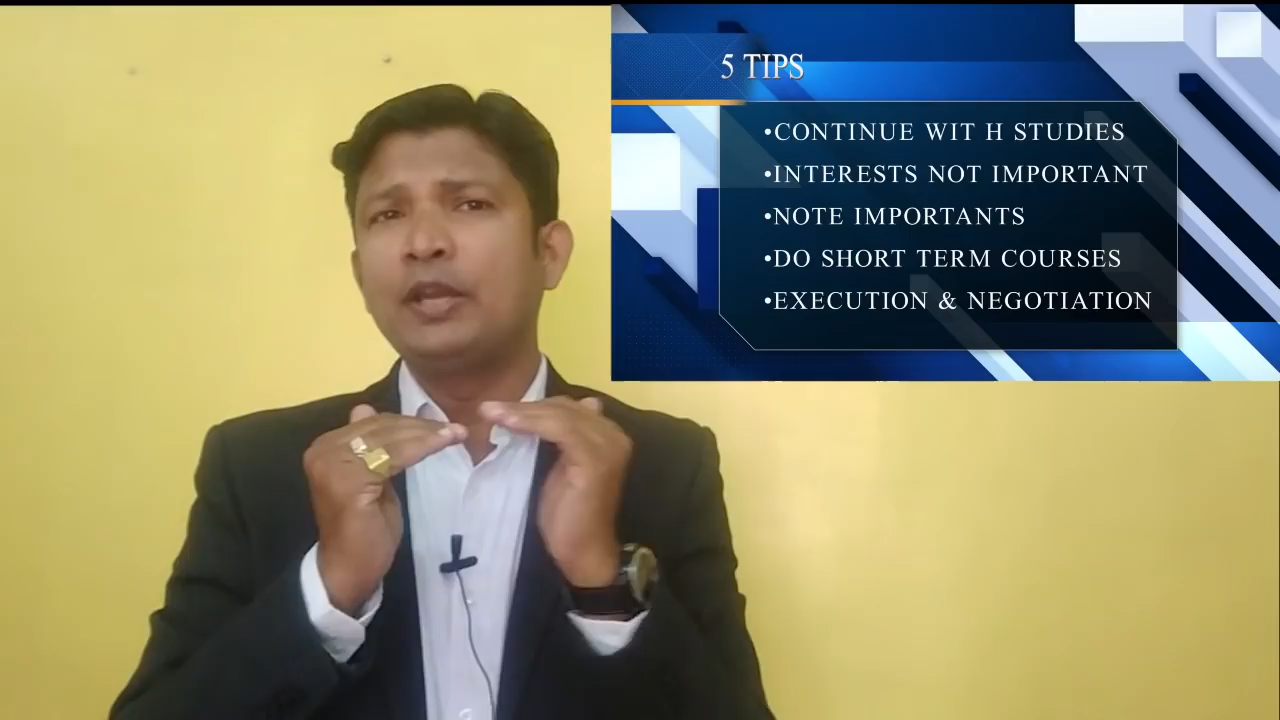 5 TIPS
•CONTINUE WIT H STUDIES
•INTERESTS NOT IMPORTANT
•NOTE IMPORTANTS
•DO SHORT TERM COURSES
•EXECUTION & NEGOTIATION